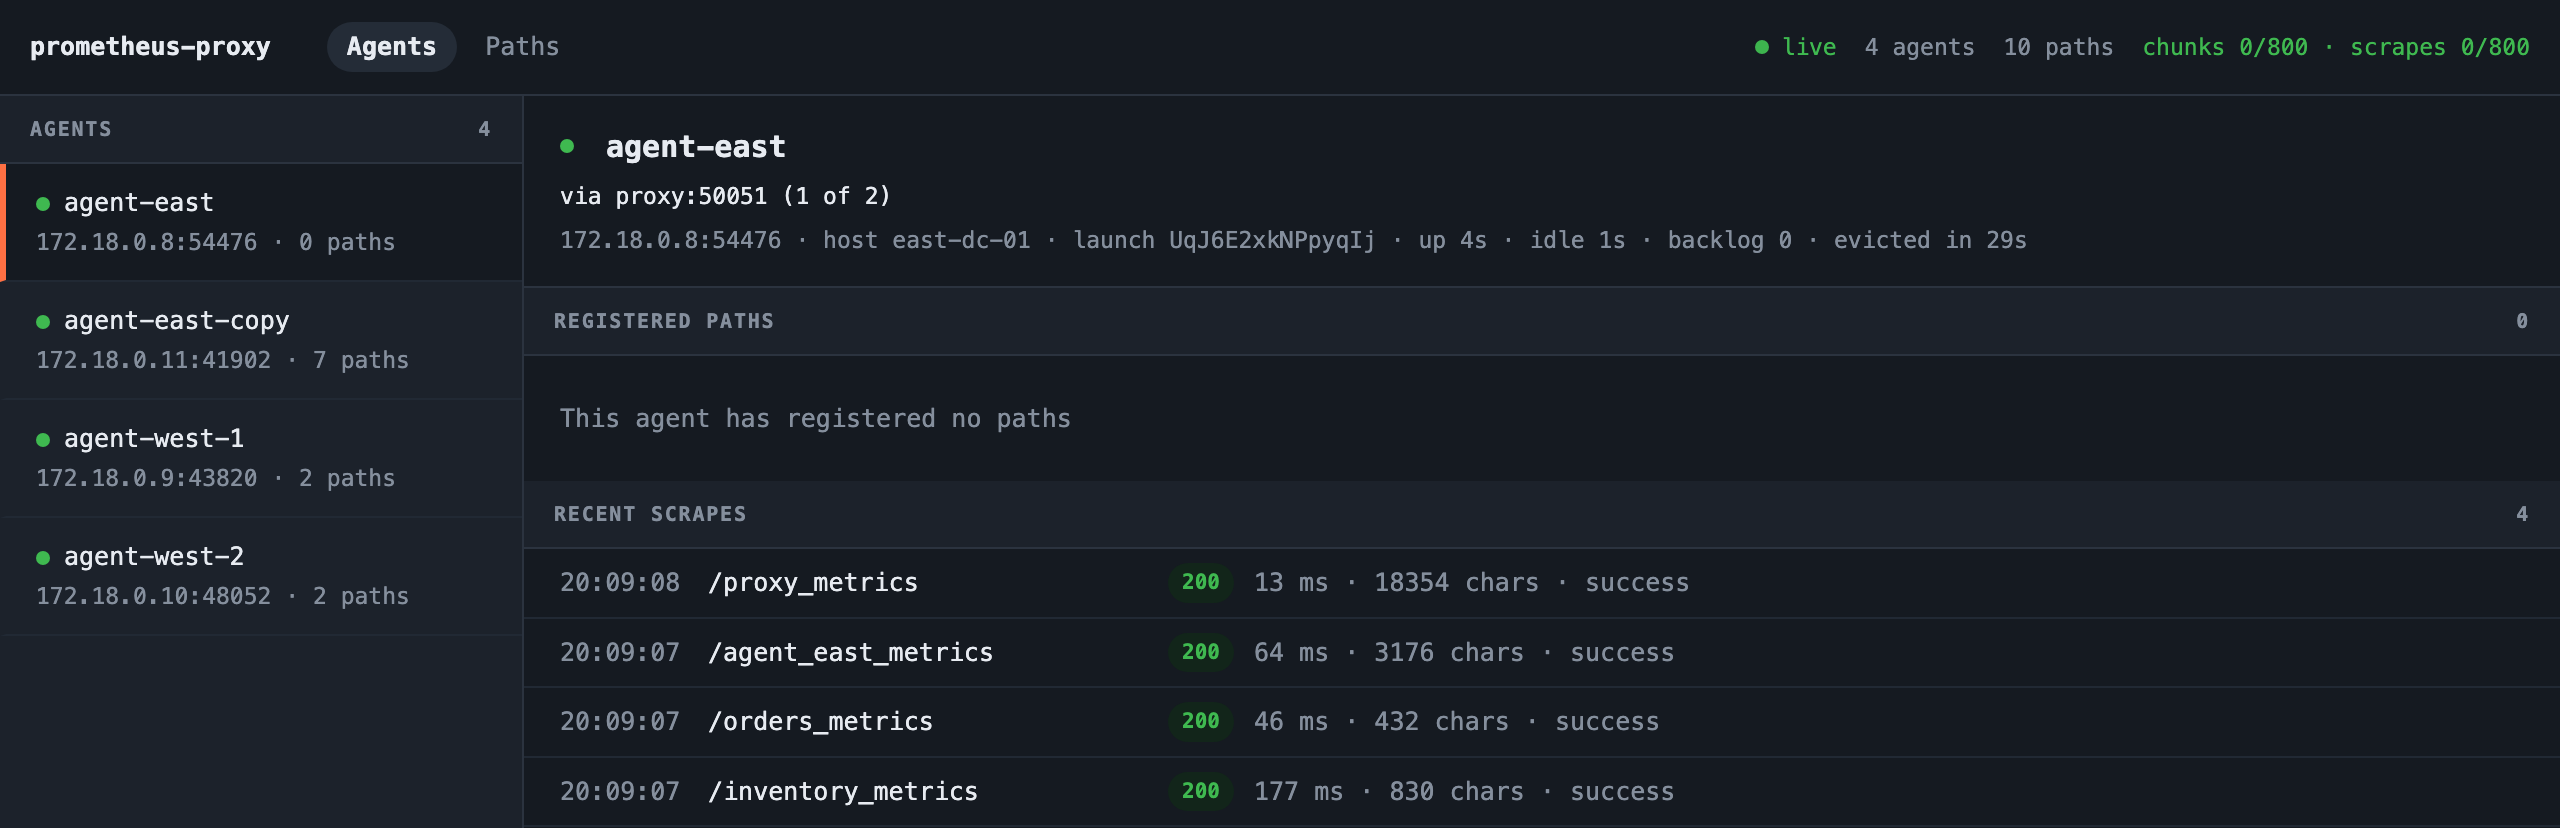 prometheus-proxy Agents Paths live 4 agents 10 paths chunks 0/800 · scrapes 0/800
AGENTS 4
agent-east
172.18.0.8:54476 · 0 paths
agent-east-copy
172.18.0.11:41902 · 7 paths
agent-west-1
172.18.0.9:43820 · 2 paths
agent-west-2
172.18.0.10:48052 · 2 paths
agent-east
via proxy:50051 (1 of 2)
172.18.0.8:54476 · host east-dc-01 · launch UqJ6E2xkNPpyqIj · up 4s · idle 1s · backlog 0 · evicted in 29s
REGISTERED PATHS 0
This agent has registered no paths
RECENT SCRAPES 4
20:09:08 /proxy_metrics 200 13 ms · 18354 chars · success
20:09:07 /agent_east_metrics 200 64 ms · 3176 chars · success
20:09:07 /orders_metrics 200 46 ms · 432 chars · success
20:09:07 /inventory_metrics 200 177 ms · 830 chars · success